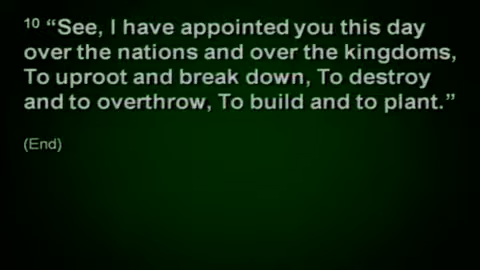 10 “See, I have appointed you this day
over the nations and over the kingdoms,
To uproot and break down, To destroy
and to overthrow, To build and to plant.”
(End)